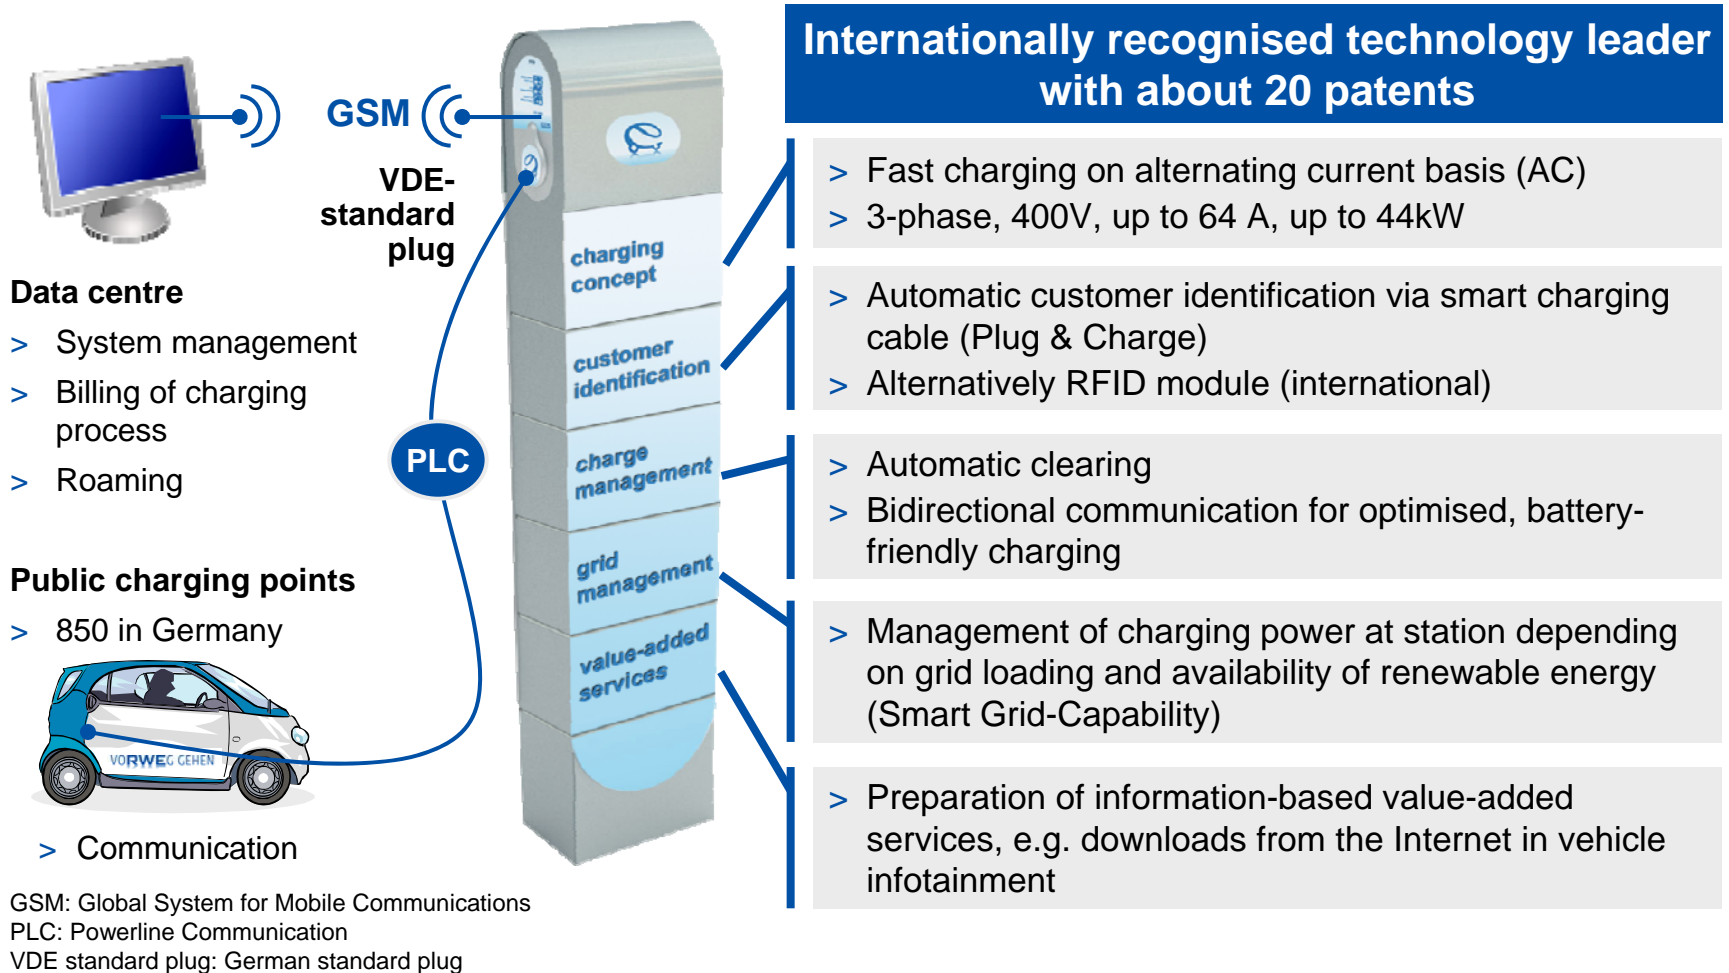 Internationally recognised technology leader
with about 20 patents
GSM
VDE-
standard
plug
Data centre
> System management
> Billing of charging
process
> Roaming
PLC
Public charging points
> 850 in Germany
VORWEG GEHEN
> Communication
charging
concept
customer
identification
charge
management
grid
management
value-added
services
> Fast charging on alternating current basis (AC)
> 3-phase, 400V, up to 64 A, up to 44kW
> Automatic customer identification via smart charging
cable (Plug & Charge)
> Alternatively RFID module (international)
> Automatic clearing
> Bidirectional communication for optimised, battery-
friendly charging
> Management of charging power at station depending
on grid loading and availability of renewable energy
(Smart Grid-Capability)
> Preparation of information-based value-added
services, e.g. downloads from the Internet in vehicle
infotainment
GSM: Global System for Mobile Communications
PLC: Powerline Communication
VDE standard plug: German standard plug